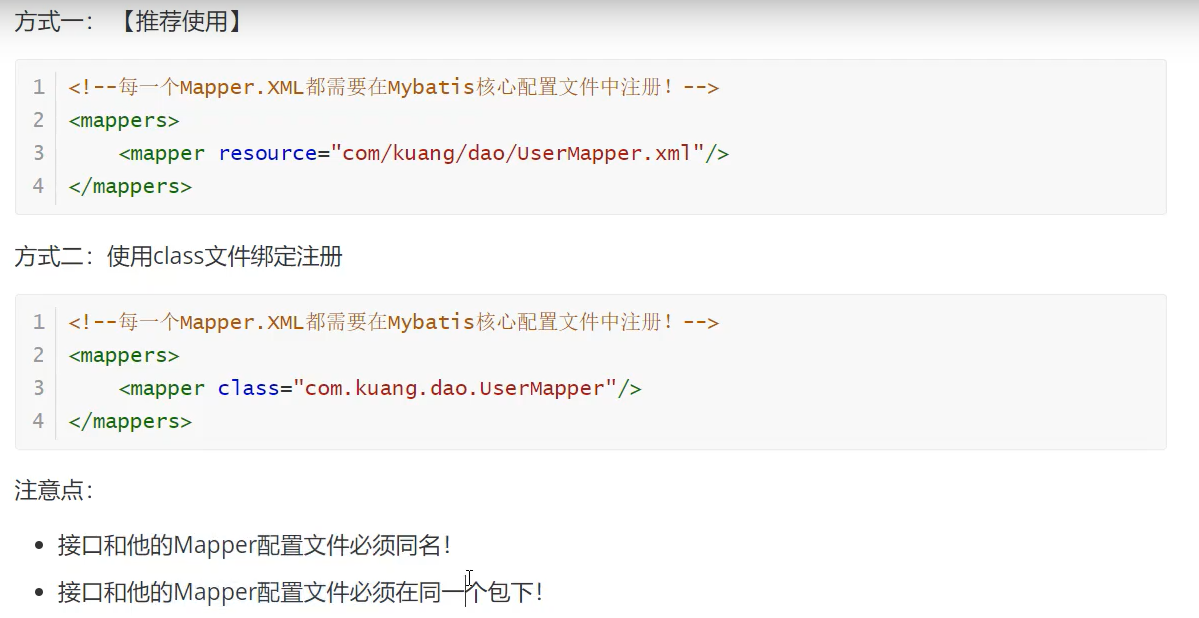 方式一： 【推荐使用】
1 <!--每一个Mapper.XML都需要在Mybatis核心配置文件中注册！-->
2 <mappers>
3     <mapper resource="com/kuang/dao/UserMapper.xml"/>
4 </mappers>
方式二：使用class文件绑定注册
1 <!--每一个Mapper.XML都需要在Mybatis核心配置文件中注册！-->
2 <mappers>
3     <mapper class="com.kuang.dao.UserMapper"/>
4 </mappers>
注意点：
• 接口和他的Mapper配置文件必须同名！
• 接口和他的Mapper配置文件必须在同一个包下！